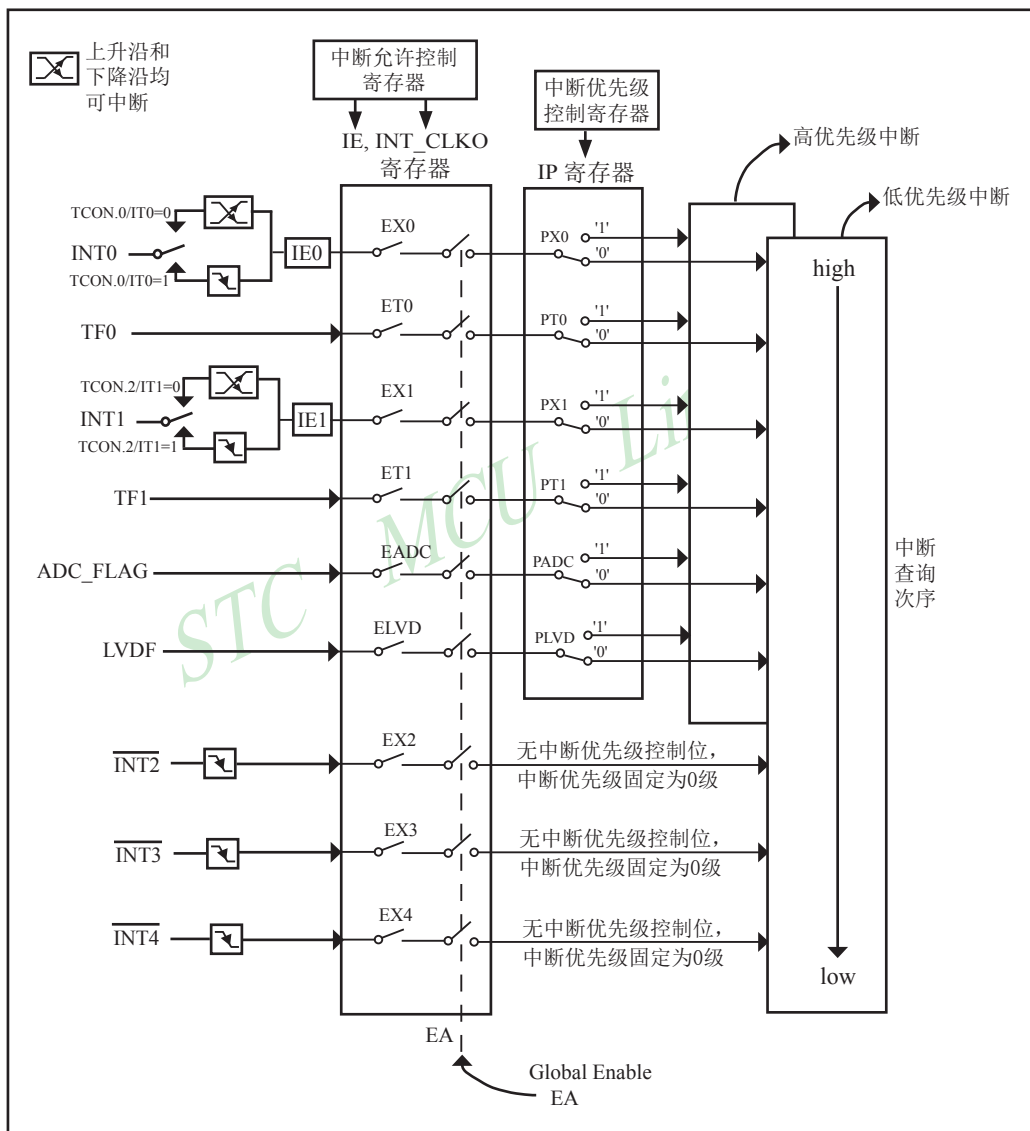 上升沿和
下降沿均
可中断
中断允许控制
寄存器
IE, INT_CLKO
寄存器
中断优先级
控制寄存器
IP 寄存器
高优先级中断
低优先级中断
TCON.0/IT0=0
INT0
TCON.0/IT0=1
IE0
EX0
PX0
'1'
'0'
high
TF0
ET0
PT0
'1'
'0'
TCON.2/IT1=0
INT1
TCON.2/IT1=1
IE1
EX1
PX1
'1'
'0'
TF1
ET1
PT1
'1'
'0'
ADC_FLAG
EADC
PADC
'1'
'0'
中断
查询
次序
LVDF
ELVD
PLVD
'1'
'0'
INT2
EX2
无中断优先级控制位，
中断优先级固定为0级
INT3
EX3
无中断优先级控制位，
中断优先级固定为0级
INT4
EX4
无中断优先级控制位，
中断优先级固定为0级
low
EA
Global Enable
EA
STC MCU